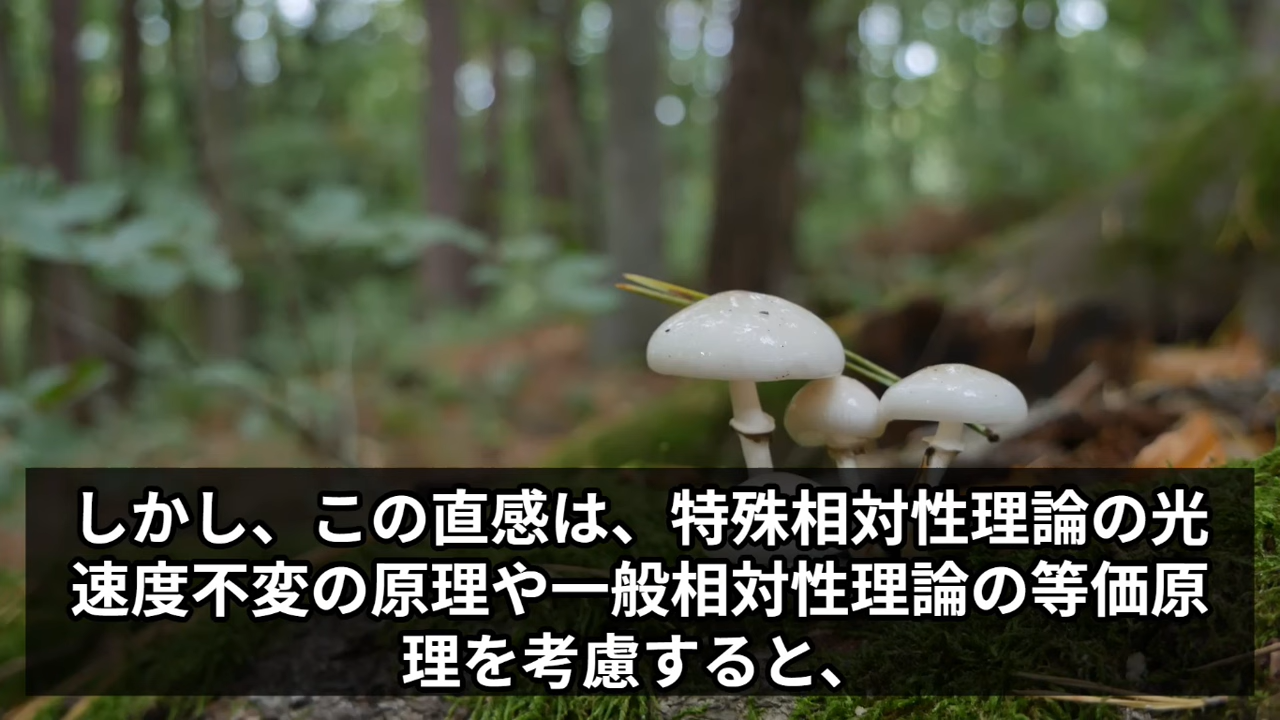 しかし、この直感は、特殊相対性理論の光
速度不変の原理や一般相対性理論の等価原
理を考慮すると、